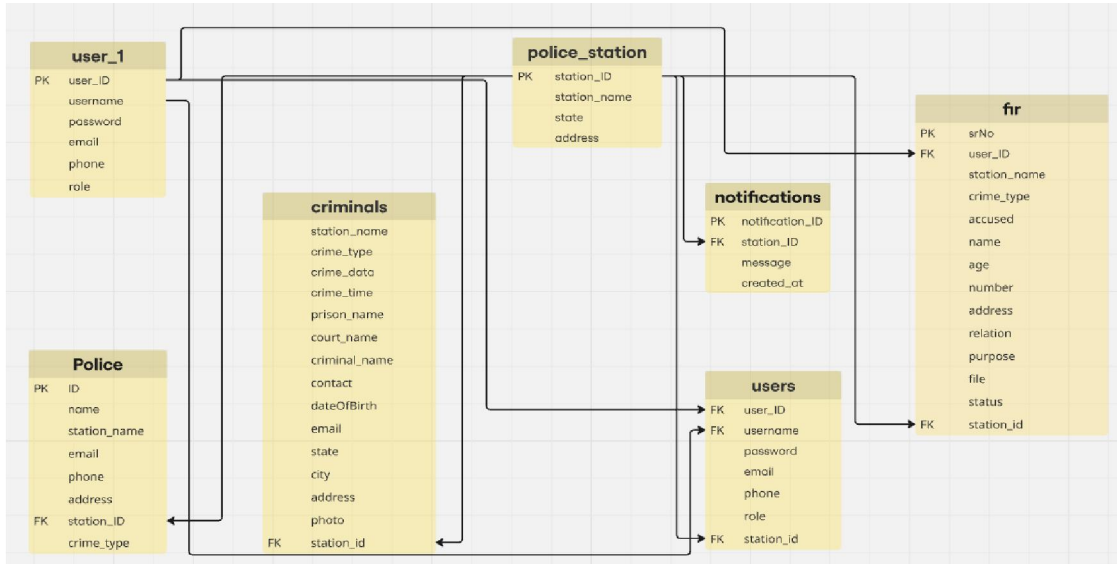 user_1
PK user_ID
username
password
email
phone
role
police_station
PK station_ID
station_name
state
address
fir
PK srNo
FK user_ID
station_name
crime_type
accused
name
age
number
address
relation
purpose
file
status
FK station_id
criminals
station_name
crime_type
crime_data
crime_time
prison_name
court_name
criminal_name
contact
dateOfBirth
email
state
city
address
photo
FK station_id
notifications
PK notification_ID
FK station_ID
message
created_at
Police
PK ID
name
station_name
email
phone
address
FK station_ID
crime_type
users
FK user_ID
FK username
password
email
phone
role
FK station_id